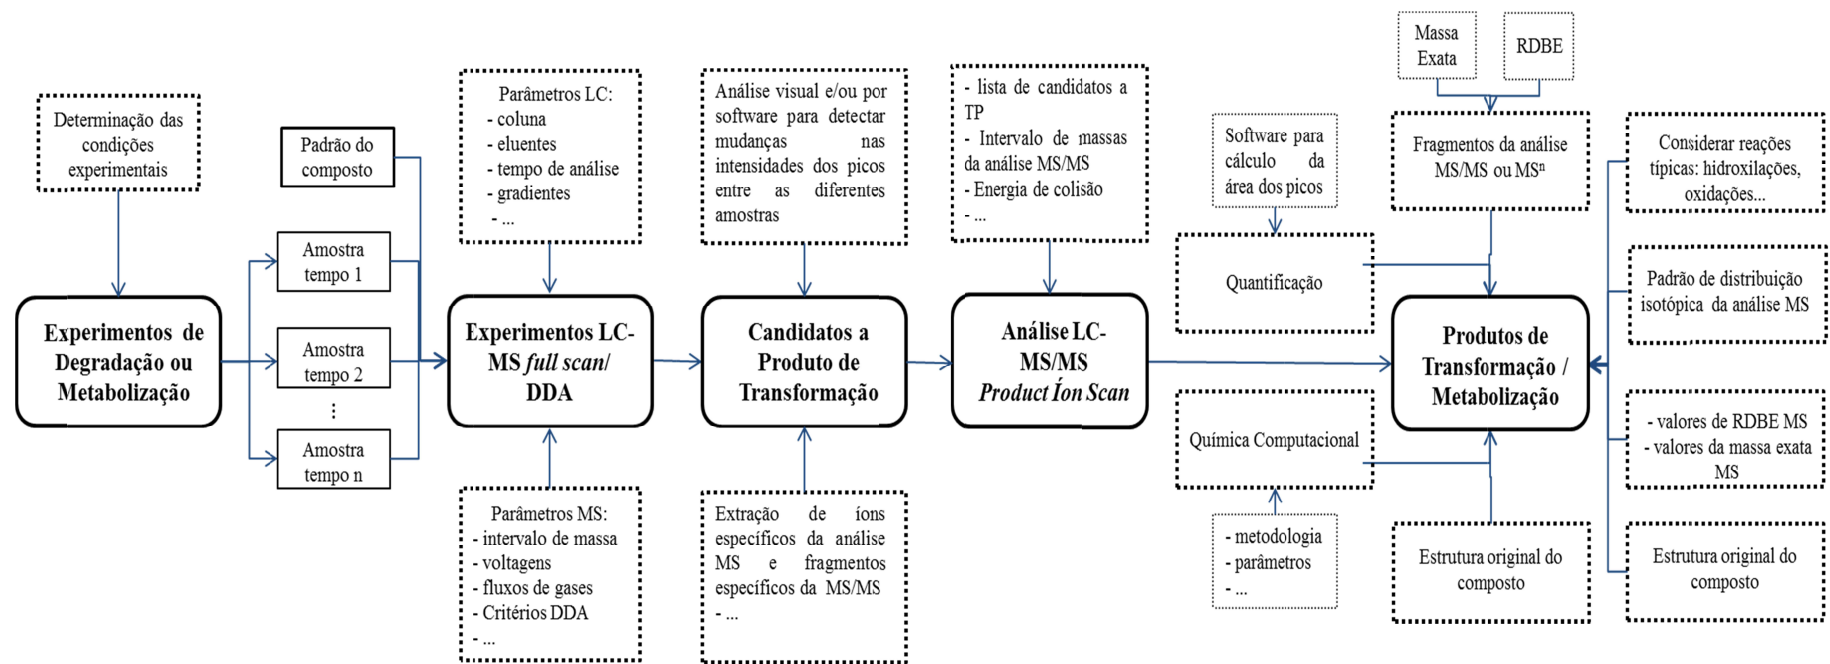 Determinação das
condições
experimentais
Experimentos de
Degradação ou
Metabolização
Padrão do
composto
Amostra
tempo 1
Amostra
tempo 2
⋮
Amostra
tempo n
Parâmetros LC:
- coluna
- eluentes
- tempo de análise
- gradientes
- ...
Experimentos LC-
MS full scan/
DDA
Parâmetros MS:
- intervalo de massa
- voltagens
- fluxos de gases
- Critérios DDA
- ...
Análise visual e/ou por
software para detectar
mudanças nas
intensidades dos picos
entre as diferentes
amostras
Candidatos a
Produto de
Transformação
Extração de íons
específicos da análise
MS e fragmentos
específicos da MS/MS
- ...
- lista de candidatos a
TP
- Intervalo de massas
da análise MS/MS
- Energia de colisão
- ...
Análise LC-
MS/MS
Product Íon Scan
Software para
cálculo da
área dos picos
Quantificação
Química Computacional
- metodologia
- parâmetros
- ...
Massa
Exata
RDBE
Fragmentos da análise
MS/MS ou MSⁿ
Produtos de
Transformação /
Metabolização
Estrutura original do
composto
Considerar reações
típicas: hidroxilações,
oxidações...
Padrão de distribuição
isotópica da análise MS
- valores de RDBE MS
- valores da massa exata
MS
Estrutura original do
composto